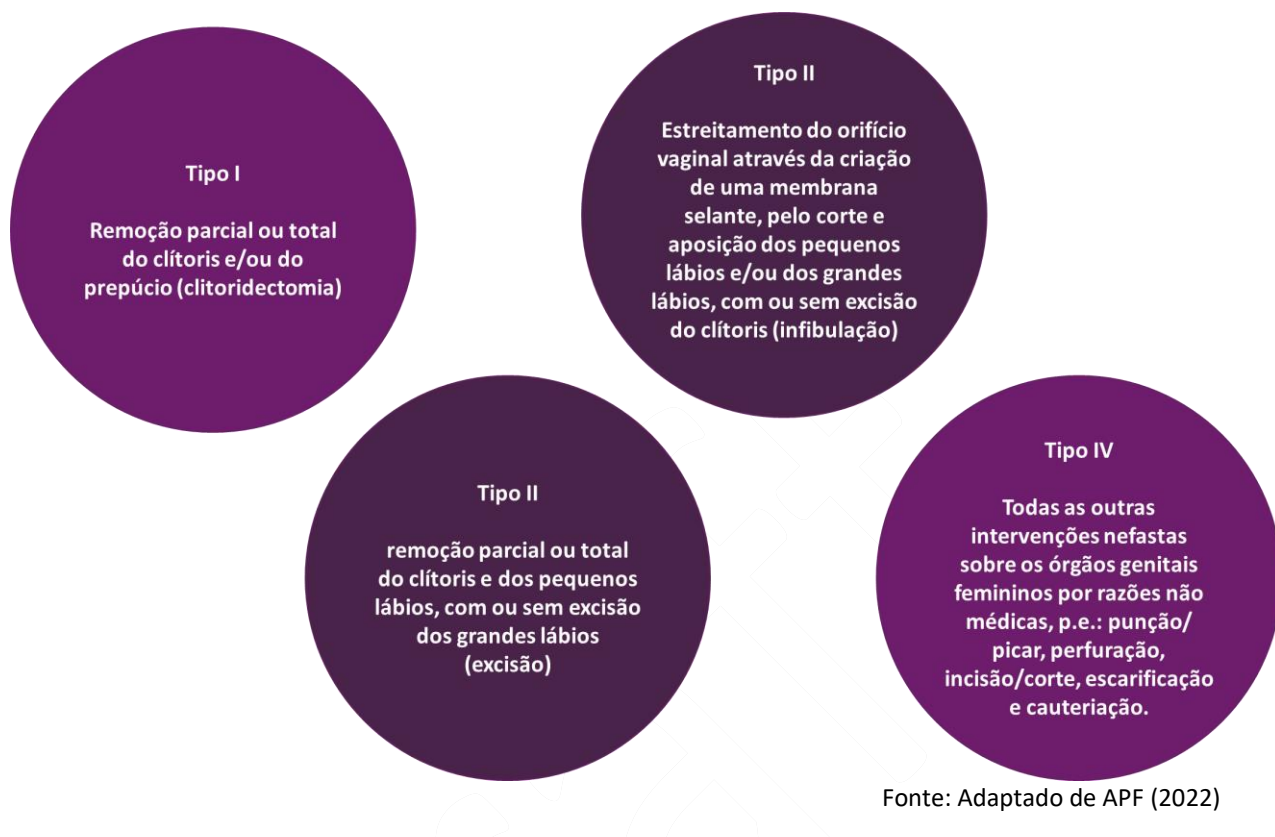 Tipo I
Remoção parcial ou total
do clítoris e/ou do
prepúcio (clitoridectomia)
Tipo II
Estreitamento do orifício
vaginal através da criação
de uma membrana
selante, pelo corte e
aposição dos pequenos
lábios e/ou dos grandes
lábios, com ou sem excisão
do clítoris (infibulação)
Tipo II
remoção parcial ou total
do clítoris e dos pequenos
lábios, com ou sem excisão
dos grandes lábios
(excisão)
Tipo IV
Todas as outras
intervenções nefastas
sobre os órgãos genitais
femininos por razões não
médicas, p.e.: punção/
picar, perfuração,
incisão/corte, escarificação
e cauteriação.
Fonte: Adaptado de APF (2022)